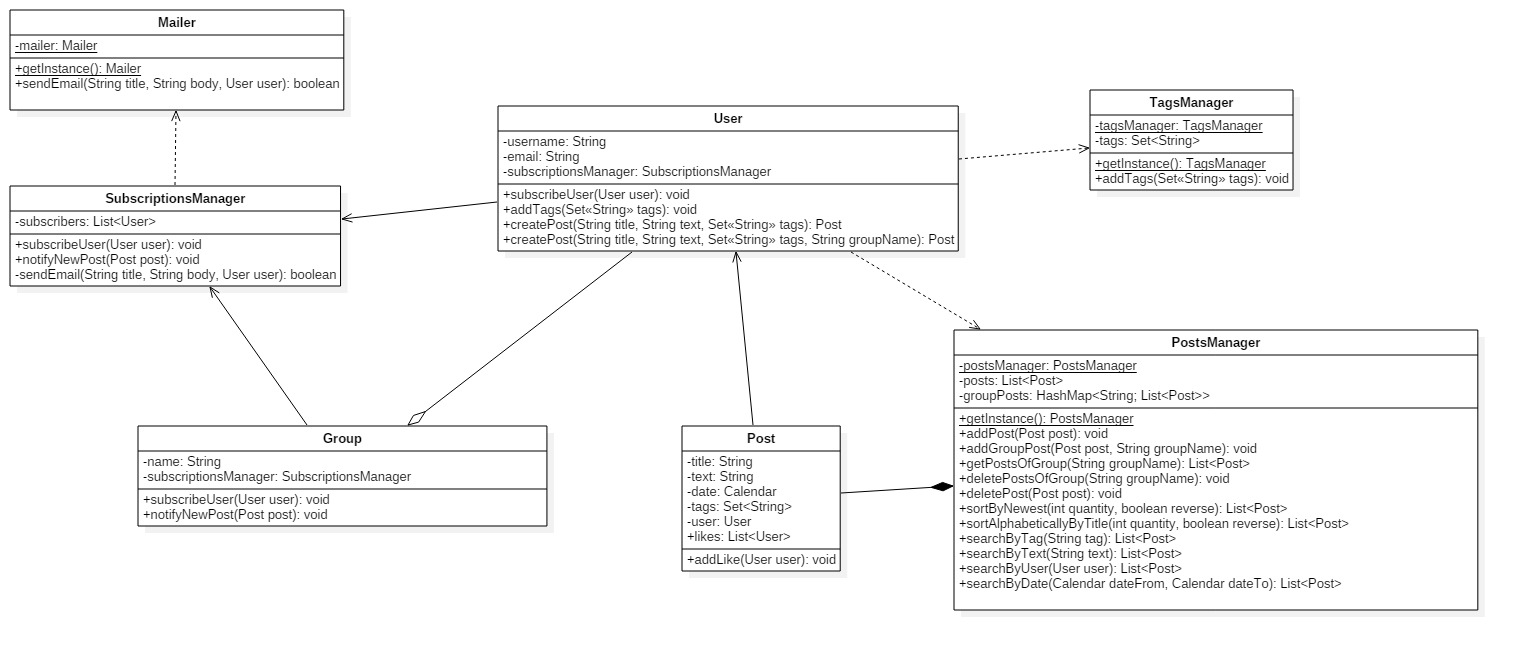 Mailer
-mailer: Mailer
+getInstance(): Mailer
+sendEmail(String title, String body, User user): boolean
SubscriptionsManager
-subscribers: List<User>
+subscribeUser(User user): void
+notifyNewPost(Post post): void
-sendEmail(String title, String body, User user): boolean
User
-username: String
-email: String
-subscriptionsManager: SubscriptionsManager
+subscribeUser(User user): void
+addTags(Set«String» tags): void
+createPost(String title, String text, Set«String» tags): Post
+createPost(String title, String text, Set«String» tags, String groupName): Post
TagsManager
-tagsManager: TagsManager
-tags: Set<String>
+getInstance(): TagsManager
+addTags(Set«String» tags): void
Group
-name: String
-subscriptionsManager: SubscriptionsManager
+subscribeUser(User user): void
+notifyNewPost(Post post): void
Post
-title: String
-text: String
-date: Calendar
-tags: Set<String>
-user: User
+likes: List<User>
+addLike(User user): void
PostsManager
-postsManager: PostsManager
-posts: List<Post>
-groupPosts: HashMap<String; List<Post>>
+getInstance(): PostsManager
+addPost(Post post): void
+addGroupPost(Post post, String groupName): void
+getPostsOfGroup(String groupName): List<Post>
+deletePostsOfGroup(String groupName): void
+deletePost(Post post): void
+sortByNewest(int quantity, boolean reverse): List<Post>
+sortAlphabeticallyByTitle(int quantity, boolean reverse): List<Post>
+searchByTag(String tag): List<Post>
+searchByText(String text): List<Post>
+searchByUser(User user): List<Post>
+searchByDate(Calendar dateFrom, Calendar dateTo): List<Post>